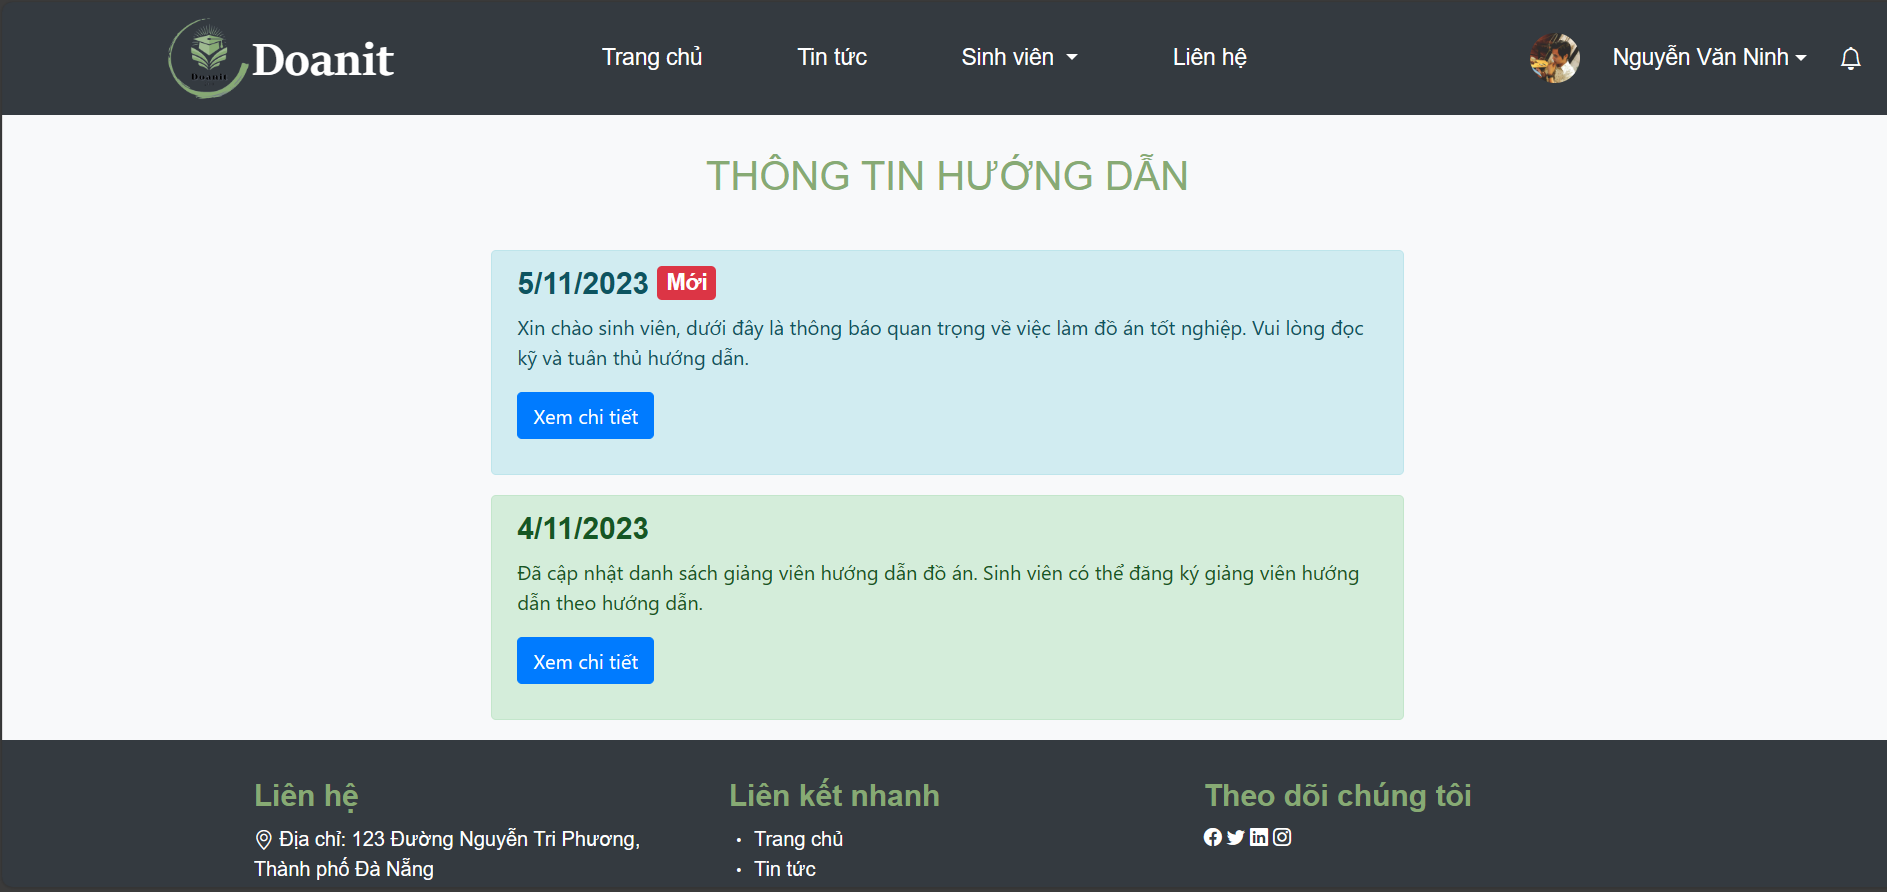 Doanit
Doanit
Trang chủ
Tin tức
Sinh viên
Liên hệ
Nguyễn Văn Ninh
THÔNG TIN HƯỚNG DẪN
5/11/2023 Mới
Xin chào sinh viên, dưới đây là thông báo quan trọng về việc làm đồ án tốt nghiệp. Vui lòng đọc
kỹ và tuân thủ hướng dẫn.
Xem chi tiết
4/11/2023
Đã cập nhật danh sách giảng viên hướng dẫn đồ án. Sinh viên có thể đăng ký giảng viên hướng
dẫn theo hướng dẫn.
Xem chi tiết
Liên hệ
Địa chỉ: 123 Đường Nguyễn Tri Phương,
Thành phố Đà Nẵng
Liên kết nhanh
• Trang chủ
• Tin tức
Theo dõi chúng tôi